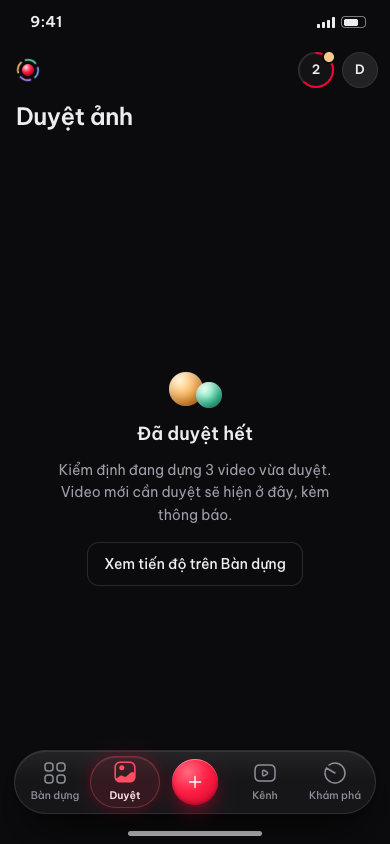 9:41
2
D
Duyệt ảnh
Đã duyệt hết
Kiểm định đang dựng 3 video vừa duyệt.
Video mới cần duyệt sẽ hiện ở đây, kèm
thông báo.
Xem tiến độ trên Bàn dựng
Bàn dựng
Duyệt
Kênh
Khám phá